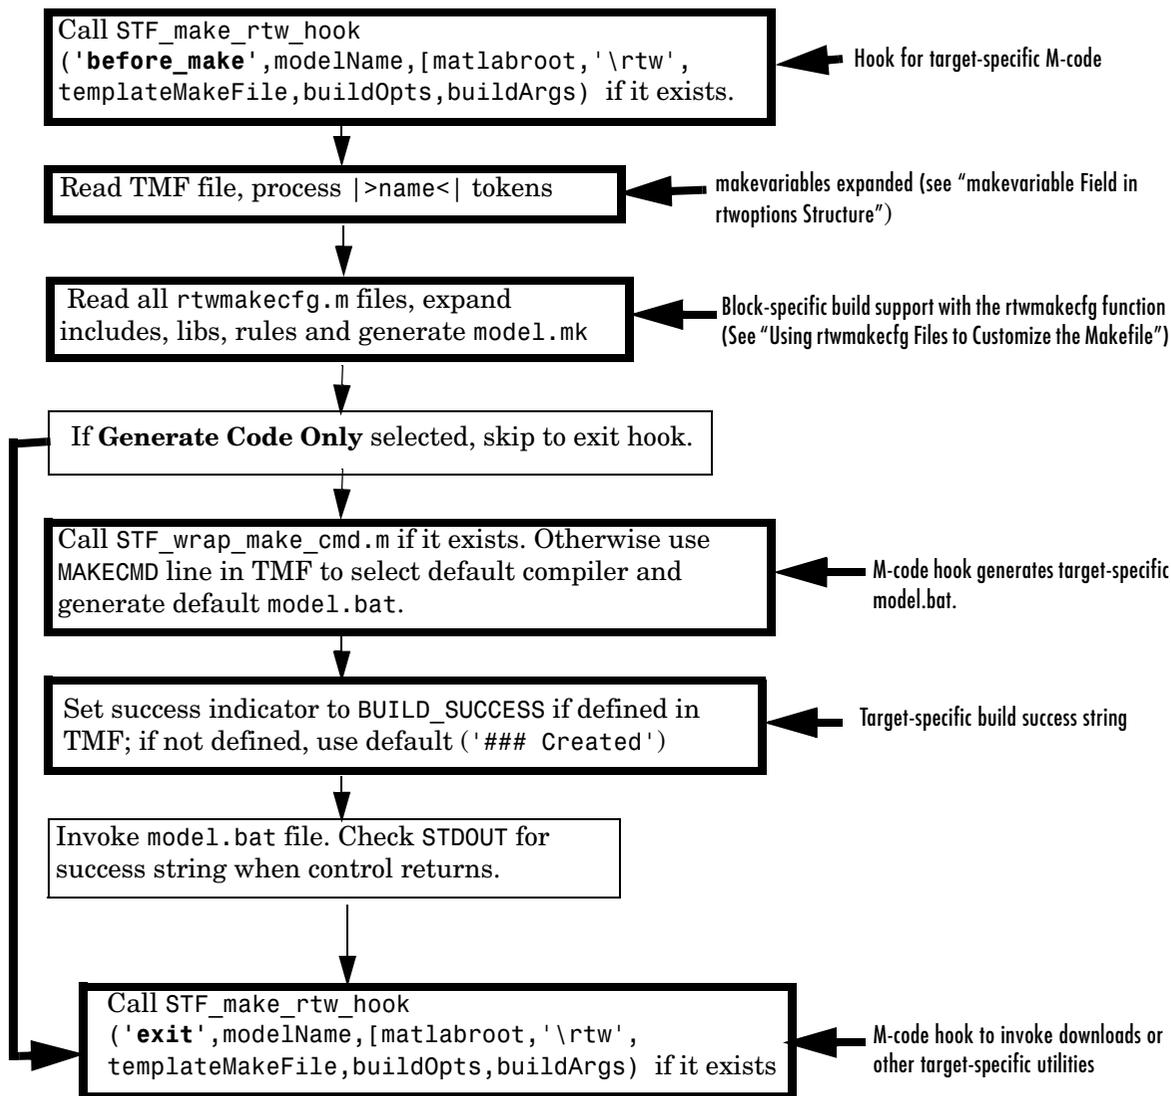 Call STF_make_rtw_hook
('before_make',modelName,[matlabroot,'\rtw',
templateMakeFile,buildOpts,buildArgs) if it exists.
Hook for target-specific M-code
Read TMF file, process |>name<| tokens
makevariables expanded (see “makevariable Field in
rtwoptions Structure”)
Read all rtwmakecfg.m files, expand
includes, libs, rules and generate model.mk
Block-specific build support with the rtwmakecfg function
(See “Using rtwmakecfg Files to Customize the Makefile”)
If Generate Code Only selected, skip to exit hook.
Call STF_wrap_make_cmd.m if it exists. Otherwise use
MAKECMD line in TMF to select default compiler and
generate default model.bat.
M-code hook generates target-specific
model.bat.
Set success indicator to BUILD_SUCCESS if defined in
TMF; if not defined, use default ('### Created')
Target-specific build success string
Invoke model.bat file. Check STDOUT for
success string when control returns.
Call STF_make_rtw_hook
('exit',modelName,[matlabroot,'\rtw',
templateMakeFile,buildOpts,buildArgs) if it exists
M-code hook to invoke downloads or
other target-specific utilities